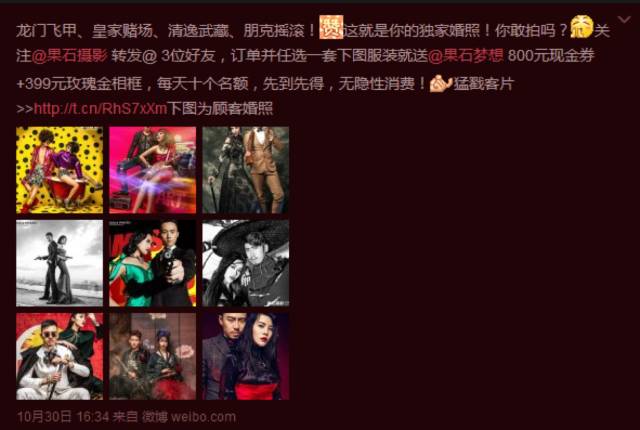 龙门飞甲、皇家赌场、清逸武藏、朋克摇滚！这就是你的独家婚照！你敢拍吗？关
注@果石摄影 转发@ 3位好友，订单并任选一套下图服装就送@果石梦想 800元现金券
+399元玫瑰金相框，每天十个名额，先到先得，无隐性消费！猛戳客片
>>http://t.cn/RhS7xXm下图为顾客婚照
10月30日 16:34 来自 微博 weibo.com